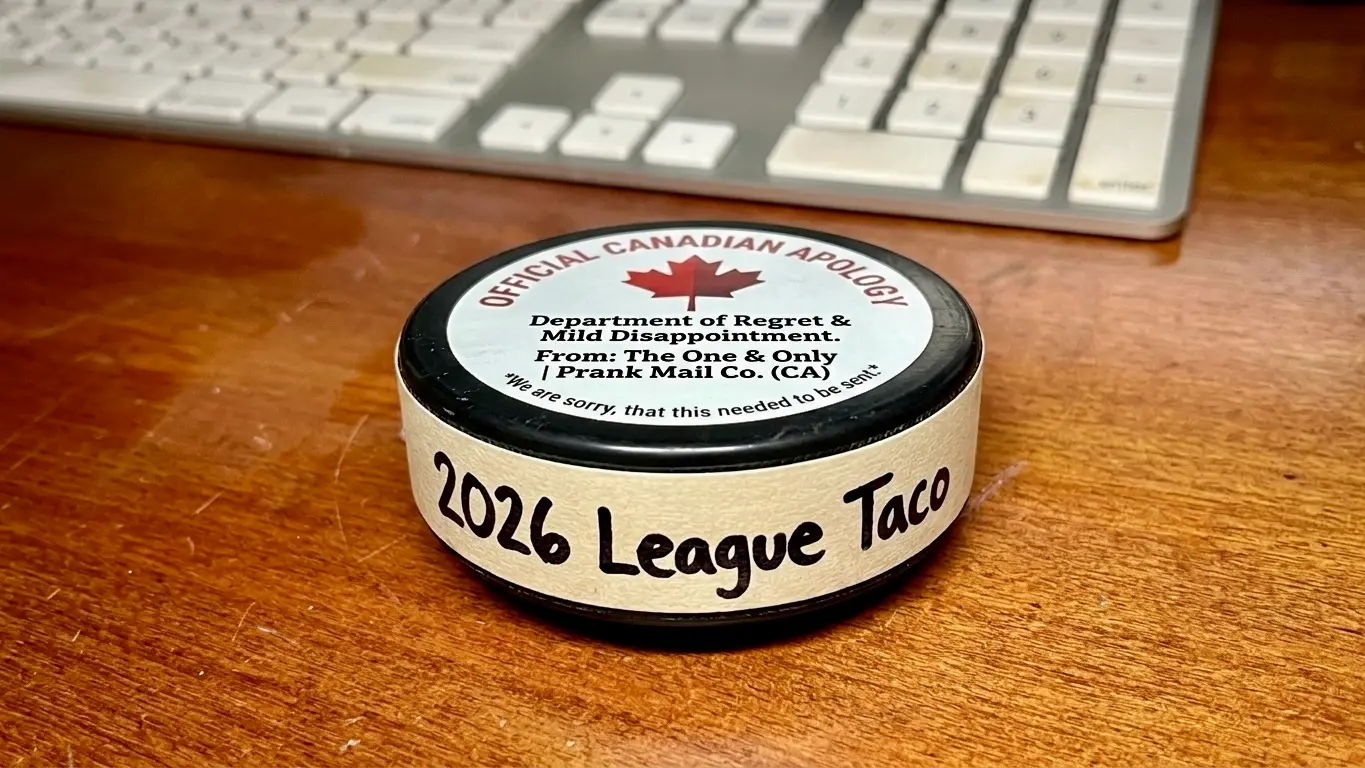 OFFICIAL CANADIAN APOLOGY
Department of Regret &
Mild Disappointment.
From: The One & Only
| Prank Mail Co. (CA)
*We are sorry, that this needed to be sent.*
2026 League Taco